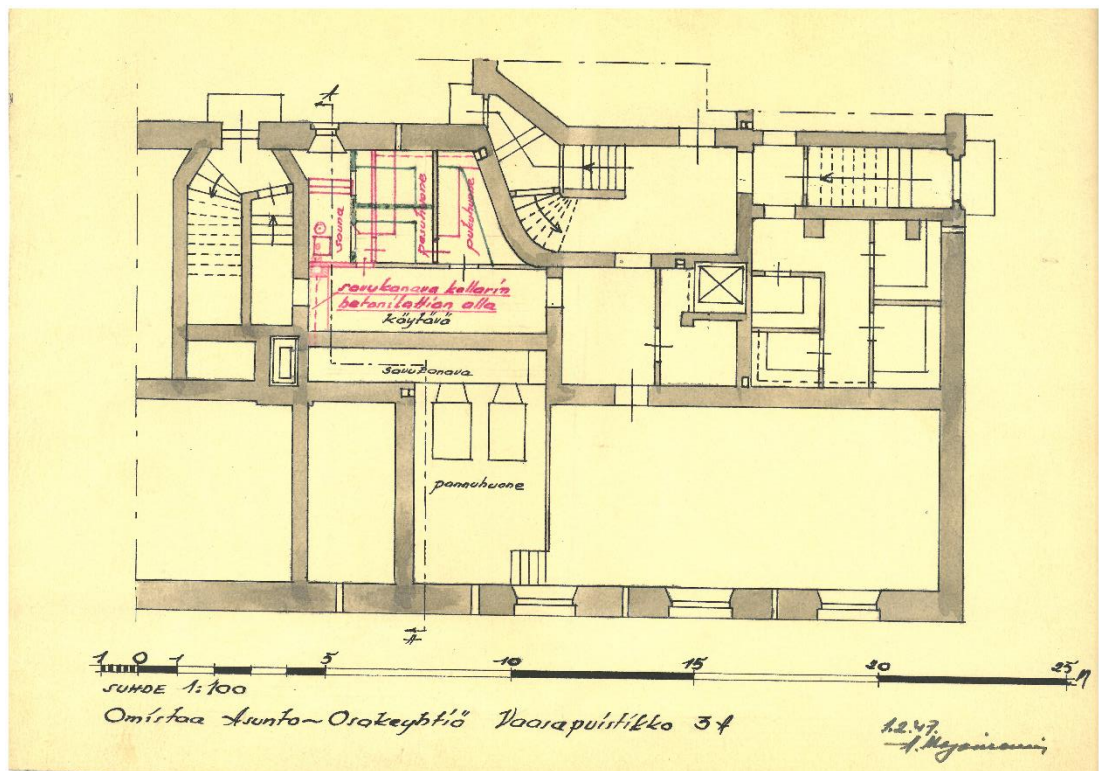 A
sauna
pesuhuone
pukuhuone
savukanava kellarin
betonilattian alla
käytävä
savukanava
pannuhuone
A
1 0 1 5 10 15 20 25 M
SUHDE 1:100
Omistaa Asunto-Osakeyhtiö Vaasapuistikko 3A
1.2.47.